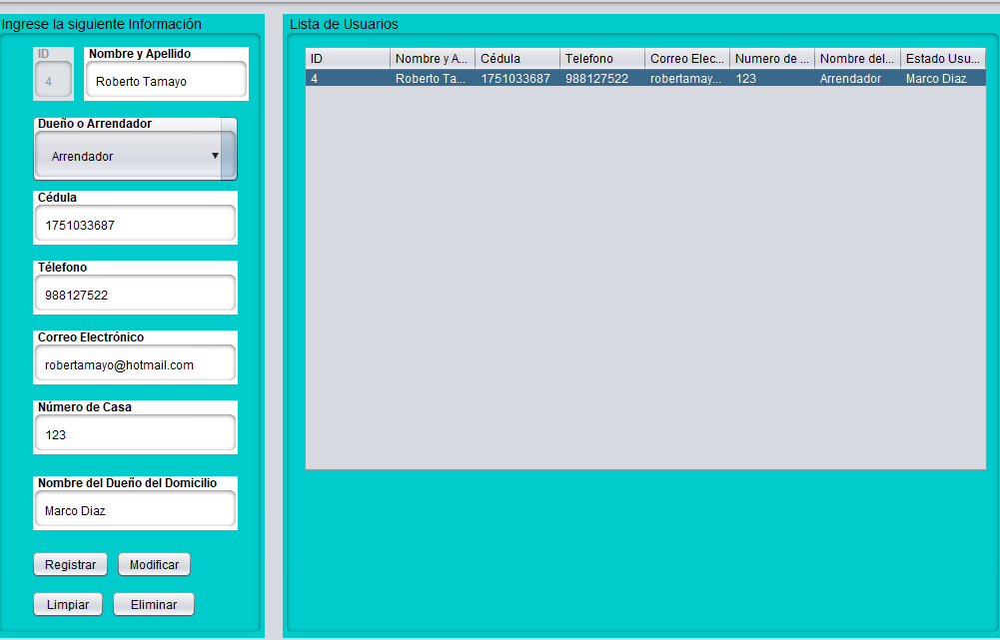 Ingrese la siguiente Información
ID
4
Nombre y Apellido
Roberto Tamayo
Dueño o Arrendador
Arrendador
Cédula
1751033687
Télefono
988127522
Correo Electrónico
robertamayo@hotmail.com
Número de Casa
123
Nombre del Dueño del Domicilio
Marco Diaz
Registrar Modificar
Limpiar Eliminar
Lista de Usuarios
ID Nombre y A... Cédula Telefono Correo Elec... Numero de ... Nombre del... Estado Usu...
4 Roberto Ta... 1751033687 988127522 robertamay... 123 Arrendador Marco Diaz